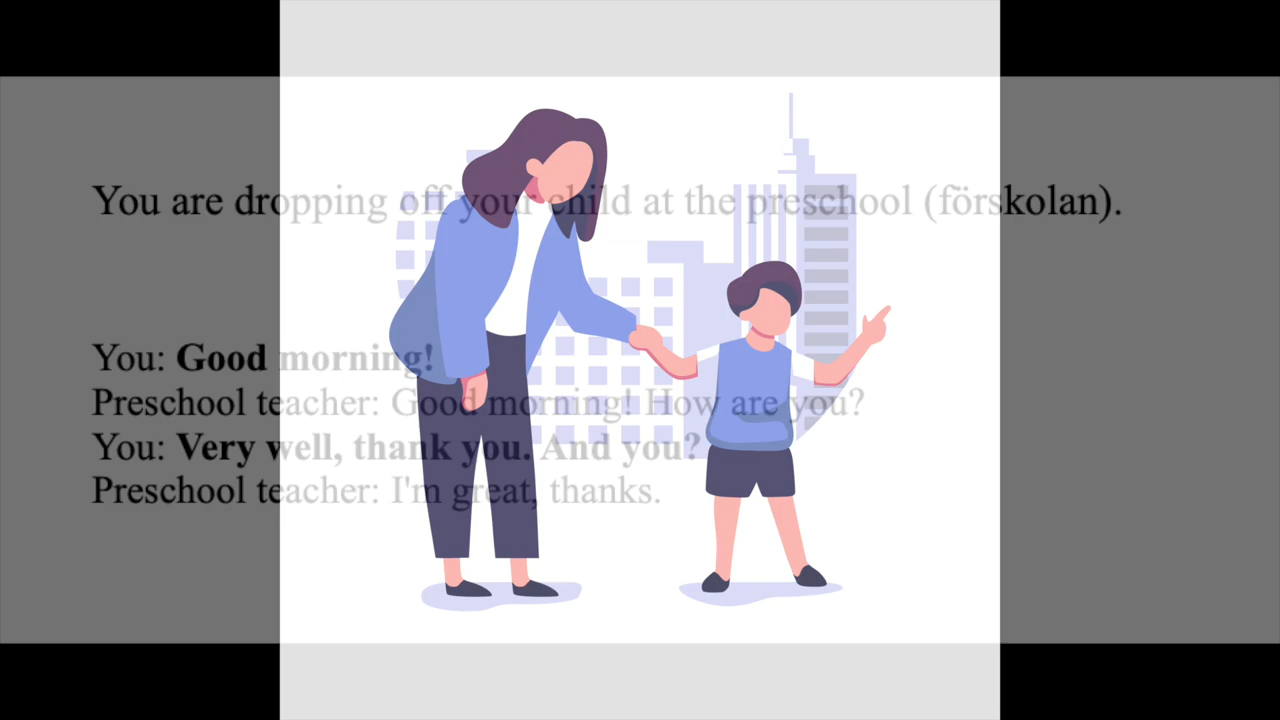 You are dropping off your child at the preschool (förskolan).
You: Good morning!
Preschool teacher: Good morning! How are you?
You: Very well, thank you. And you?
Preschool teacher: I'm great, thanks.